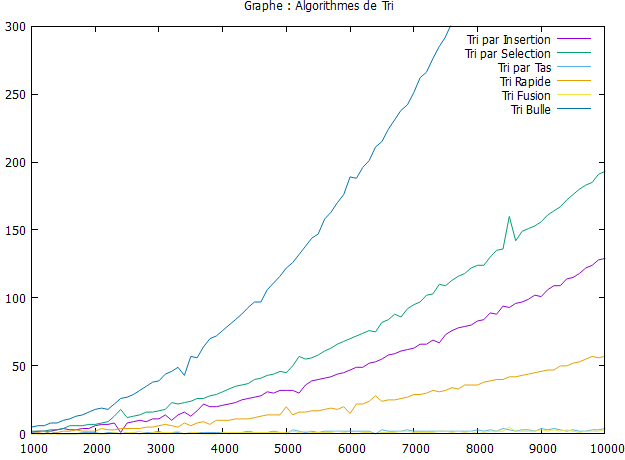 Graphe : Algorithmes de Tri
300
250
200
150
100
50
0
Tri par Insertion
Tri par Selection
Tri par Tas
Tri Rapide
Tri Fusion
Tri Bulle
1000 2000 3000 4000 5000 6000 7000 8000 9000 10000